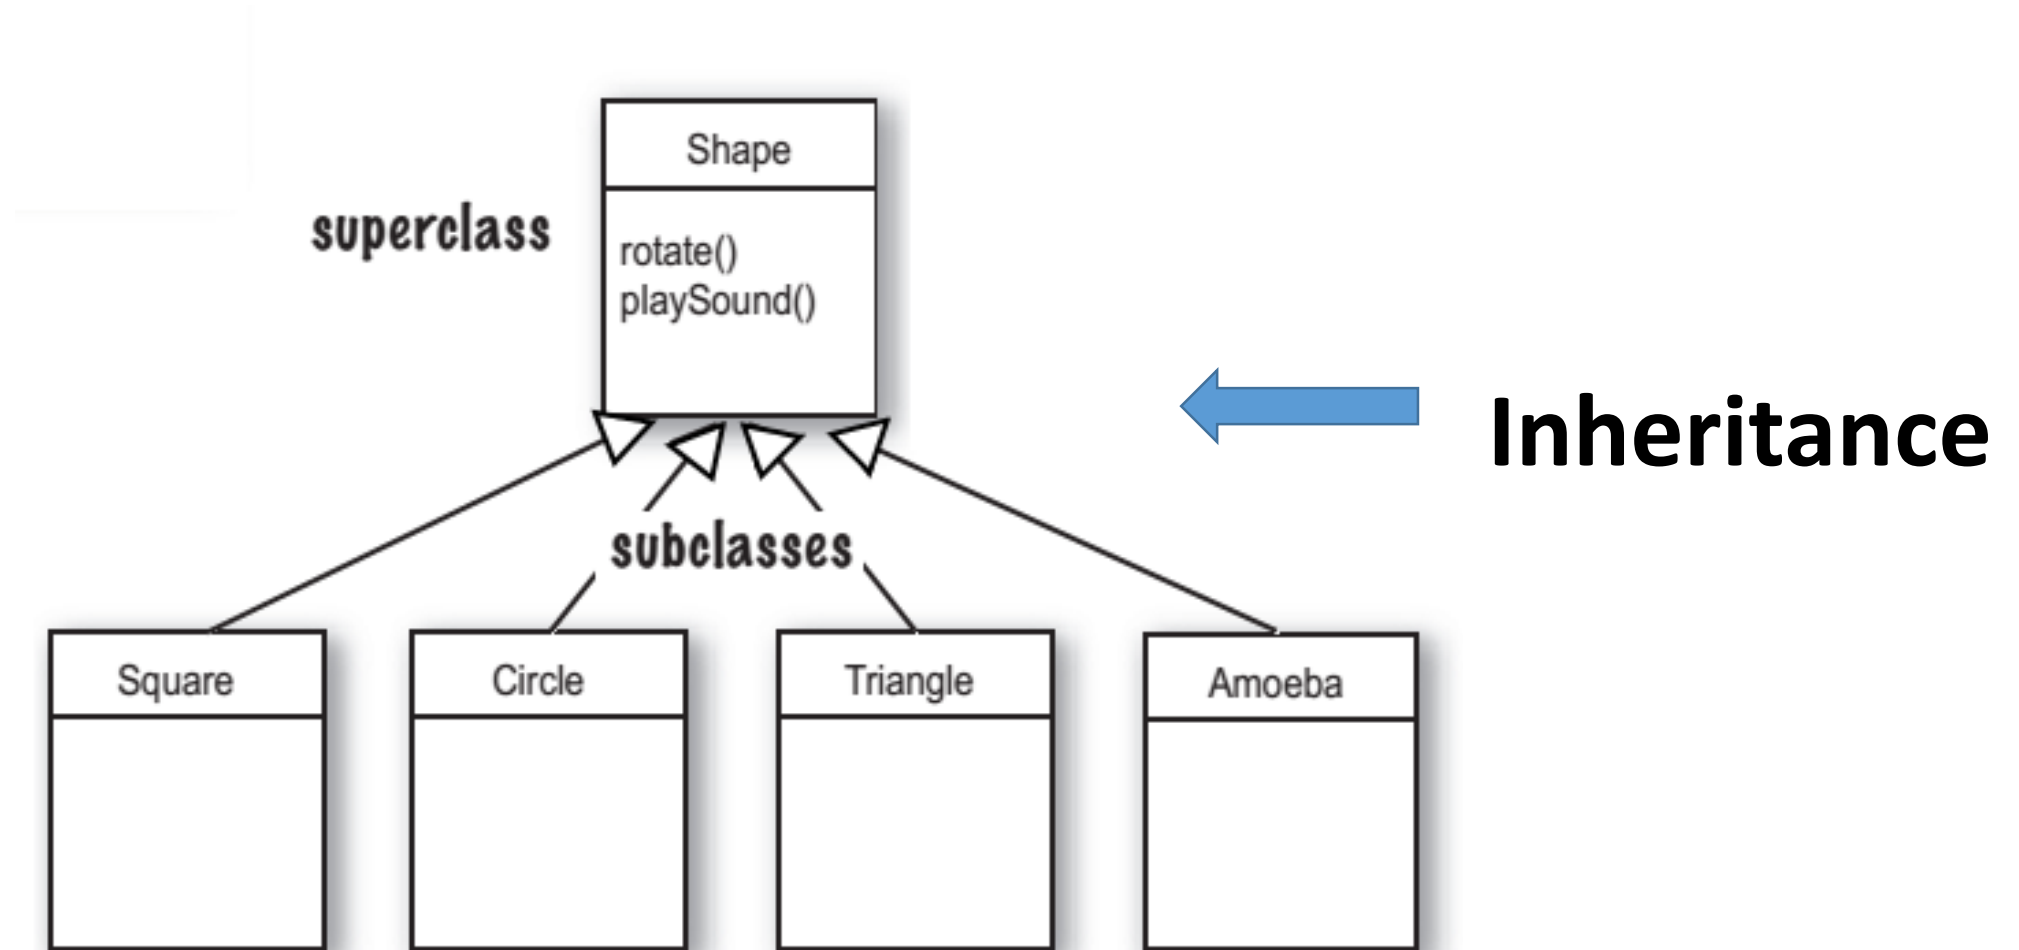 Shape
superclass
rotate()
playSound()
Inheritance
subclasses
Square
Circle
Triangle
Amoeba